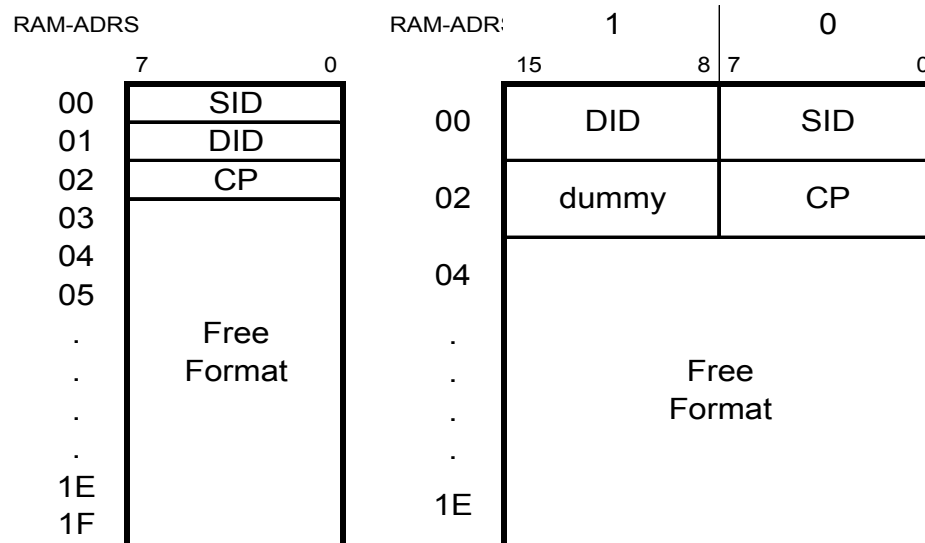 RAM-ADRS
7 0
00 SID
01 DID
02 CP
03
04
05
. Free
. Format
.
.
1E
1F
RAM-ADR
1 0
15 8 7 0
00 DID SID
02 dummy CP
04
.
. Free
. Format
.
1E